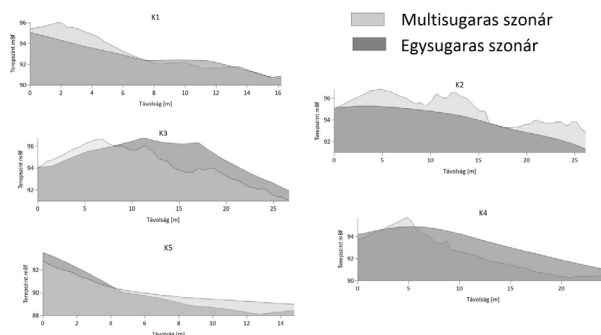 K1
Terepszint mBf
96
94
92
90
0 2 4 6 8 10 12 14 16
Távolság [m]
Multisugaras szonár
Egysugaras szonár
K2
Terepszint mBf
96
94
92
0 5 10 15 20 25
Távolság [m]
K3
Terepszint mBf
96
94
92
0 5 10 15 20 25
Távolság [m]
K4
Terepszint mBf
94
92
90
0 5 10 15 20
Távolság [m]
K5
Terepszint mBf
92
90
88
0 2 4 6 8 10 12 14
Távolság [m]